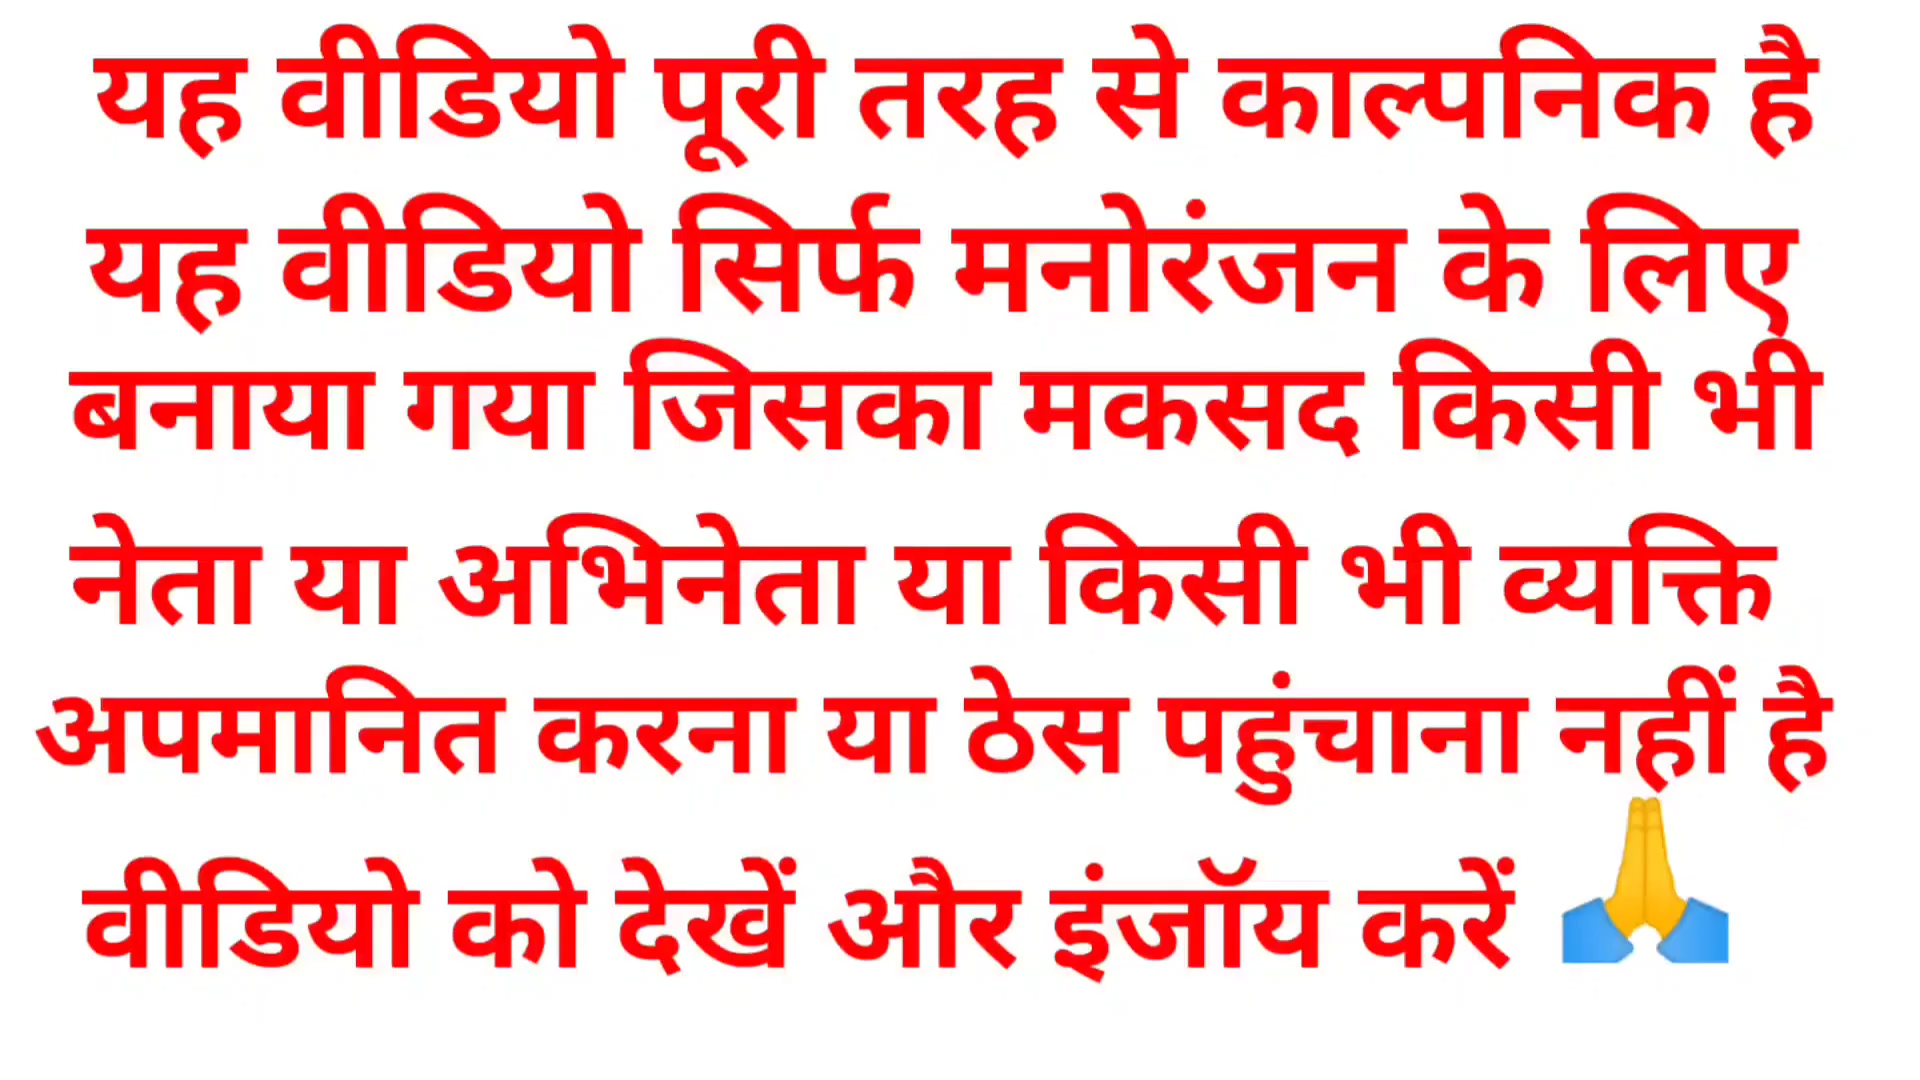 यह वीडियो पूरी तरह से काल्पनिक है
यह वीडियो सिर्फ मनोरंजन के लिए
बनाया गया जिसका मकसद किसी भी
नेता या अभिनेता या किसी भी व्यक्ति
अपमानित करना या ठेस पहुंचाना नहीं है
वीडियो को देखें और इंजॉय करें 🙏